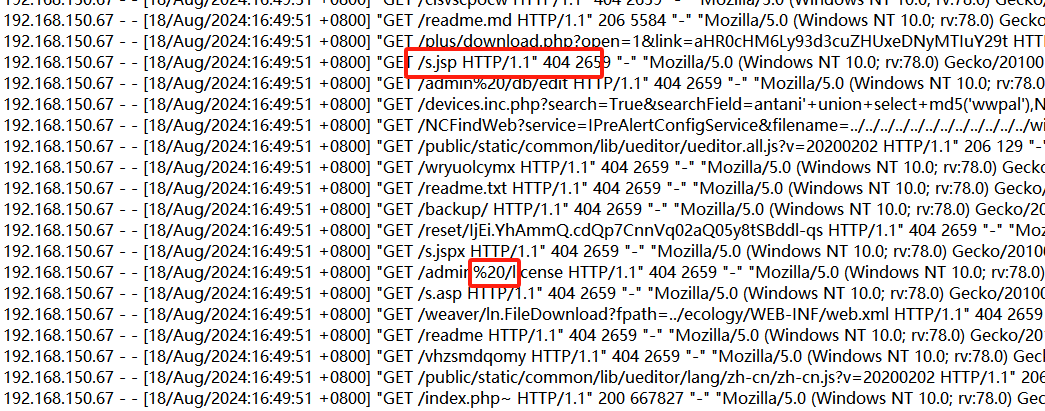 192.168.150.67 - - [18/Aug/2024:16:49:51 +0800] "GET /clsvscpocw HTTP/1.1" 404 2659 "-" "Mozilla/5.0 (Windows NT 10.0; rv:78.0) Gecko/
192.168.150.67 - - [18/Aug/2024:16:49:51 +0800] "GET /readme.md HTTP/1.1" 206 5584 "-" "Mozilla/5.0 (Windows NT 10.0; rv:78.0) Gecko
192.168.150.67 - - [18/Aug/2024:16:49:51 +0800] "GET /plus/download.php?open=1&link=aHR0cHM6Ly93d3cuZHUxeDNyMTIuY29t HTT
192.168.150.67 - - [18/Aug/2024:16:49:51 +0800] "GET /s.jsp HTTP/1.1" 404 2659 "-" "Mozilla/5.0 (Windows NT 10.0; rv:78.0) Gecko/20100
192.168.150.67 - - [18/Aug/2024:16:49:51 +0800] "GET /admin%20/db/edit HTTP/1.1" 404 2659 "-" "Mozilla/5.0 (Windows NT 10.0; rv:78.0)
192.168.150.67 - - [18/Aug/2024:16:49:51 +0800] "GET /devices.inc.php?search=True&searchField=antani'+union+select+md5('wwpal'),N
192.168.150.67 - - [18/Aug/2024:16:49:51 +0800] "GET /NCFindWeb?service=IPreAlertConfigService&filename=../../../../../../../../../../../wi
192.168.150.67 - - [18/Aug/2024:16:49:51 +0800] "GET /public/static/common/lib/ueditor/ueditor.all.js?v=20200202 HTTP/1.1" 206 129 "-"
192.168.150.67 - - [18/Aug/2024:16:49:51 +0800] "GET /wryuolcymx HTTP/1.1" 404 2659 "-" "Mozilla/5.0 (Windows NT 10.0; rv:78.0) Geck
192.168.150.67 - - [18/Aug/2024:16:49:51 +0800] "GET /readme.txt HTTP/1.1" 404 2659 "-" "Mozilla/5.0 (Windows NT 10.0; rv:78.0) Gecko
192.168.150.67 - - [18/Aug/2024:16:49:51 +0800] "GET /backup/ HTTP/1.1" 404 2659 "-" "Mozilla/5.0 (Windows NT 10.0; rv:78.0) Gecko/2
192.168.150.67 - - [18/Aug/2024:16:49:51 +0800] "GET /reset/IjEi.YhAmmQ.cdQp7CnnVq02aQ05y8tSBddl-qs HTTP/1.1" 404 2659
192.168.150.67 - - [18/Aug/2024:16:49:51 +0800] "GET /s.jspx HTTP/1.1" 404 2659 "-" "Mozilla/5.0 (Windows NT 10.0; rv:78.0) Gecko/2010
192.168.150.67 - - [18/Aug/2024:16:49:51 +0800] "GET /admin%20/license HTTP/1.1" 404 2659 "-" "Mozilla/5.0 (Windows NT 10.0; rv:78.0)
192.168.150.67 - - [18/Aug/2024:16:49:51 +0800] "GET /s.asp HTTP/1.1" 404 2659 "-" "Mozilla/5.0 (Windows NT 10.0; rv:78.0) Gecko/20100
192.168.150.67 - - [18/Aug/2024:16:49:51 +0800] "GET /weaver/ln.FileDownload?fpath=../ecology/WEB-INF/web.xml HTTP/1.1" 404 2659
192.168.150.67 - - [18/Aug/2024:16:49:51 +0800] "GET /readme HTTP/1.1" 404 2659 "-" "Mozilla/5.0 (Windows NT 10.0; rv:78.0) Gecko/20
192.168.150.67 - - [18/Aug/2024:16:49:51 +0800] "GET /vhzsmdqomy HTTP/1.1" 404 2659 "-" "Mozilla/5.0 (Windows NT 10.0; rv:78.0) Gec
192.168.150.67 - - [18/Aug/2024:16:49:51 +0800] "GET /public/static/common/lib/ueditor/lang/zh-cn/zh-cn.js?v=20200202 HTTP/1.1" 206
192.168.150.67 - - [18/Aug/2024:16:49:51 +0800] "GET /index.php~ HTTP/1.1" 200 667827 "-" "Mozilla/5.0 (Windows NT 10.0; rv:78.0) Geck